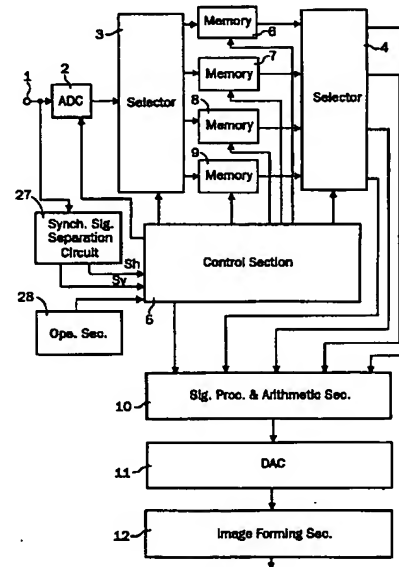 3
Memory
6
4
1
2
ADC
Selector
Memory
7
Selector
8
Memory
9
Memory
27
Synch. Sig.
Separation
Circuit
Sh
Sv
Control Section
28
Ope. Sec.
6
Sig. Proc. & Arithmetic Sec.
10
DAC
11
Image Forming Sec.
12